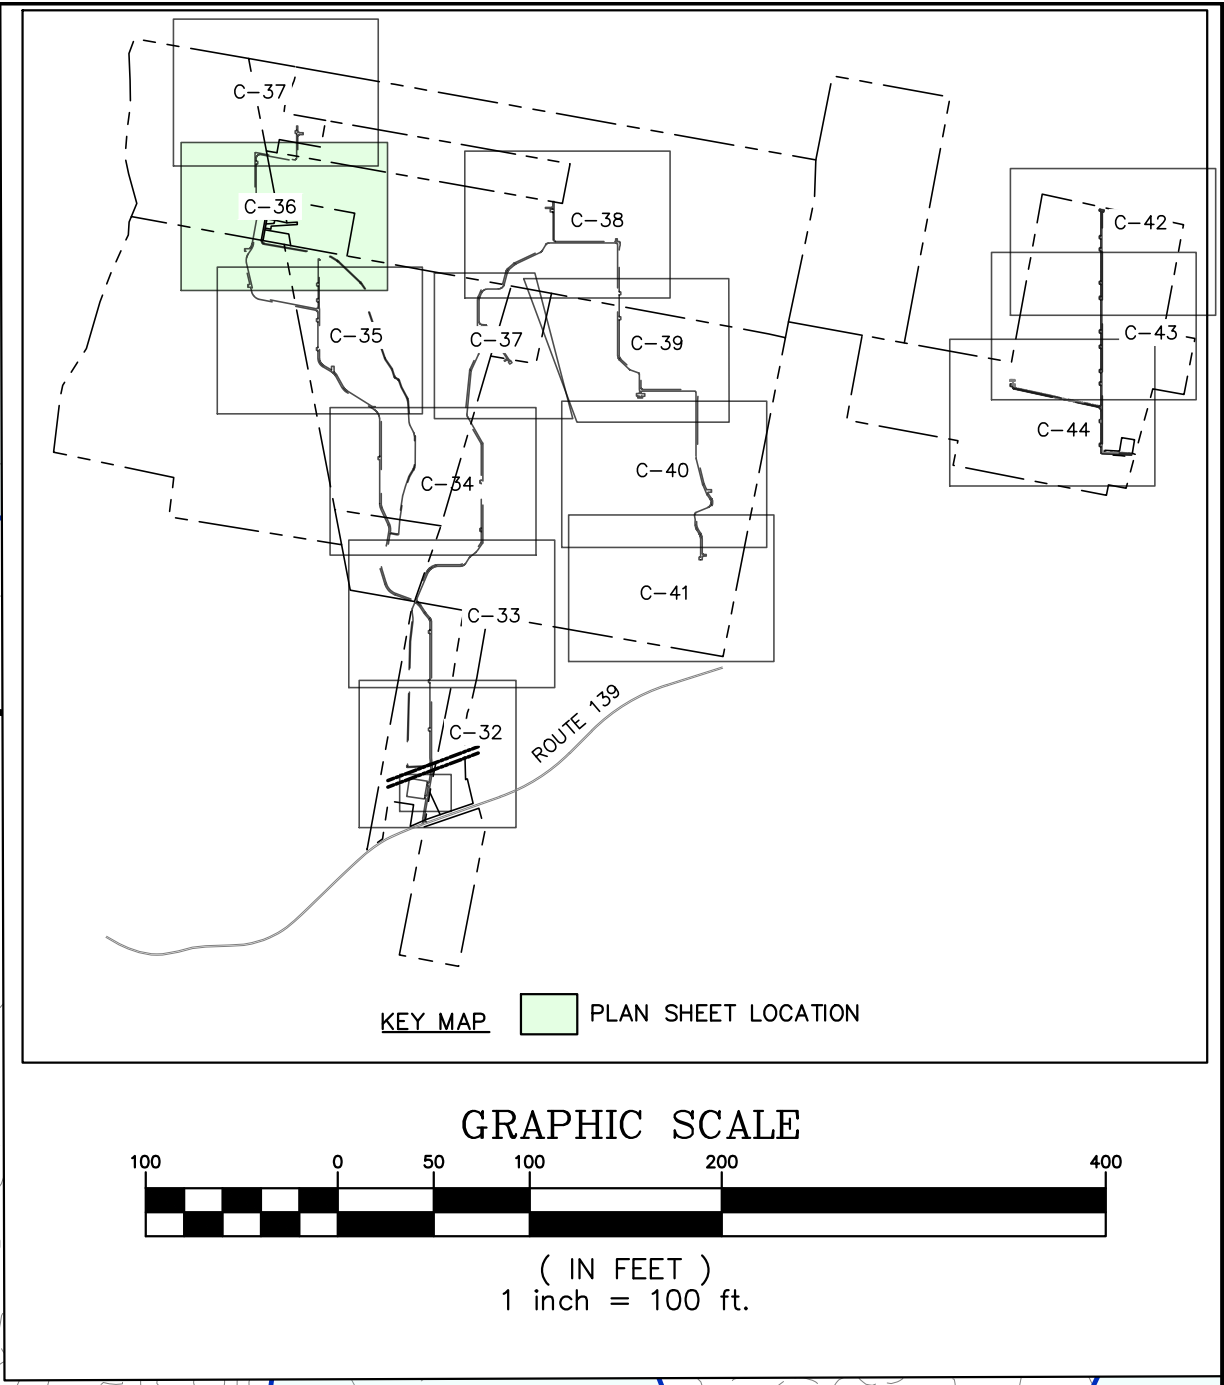 C-37
C-36
C-38
C-42
C-35
C-37
C-39
C-43
C-44
C-40
C-34
C-41
C-33
C-32
ROUTE 139
KEY MAP
PLAN SHEET LOCATION
GRAPHIC SCALE
100 0 50 100 200 400
( IN FEET )
1 inch = 100 ft.